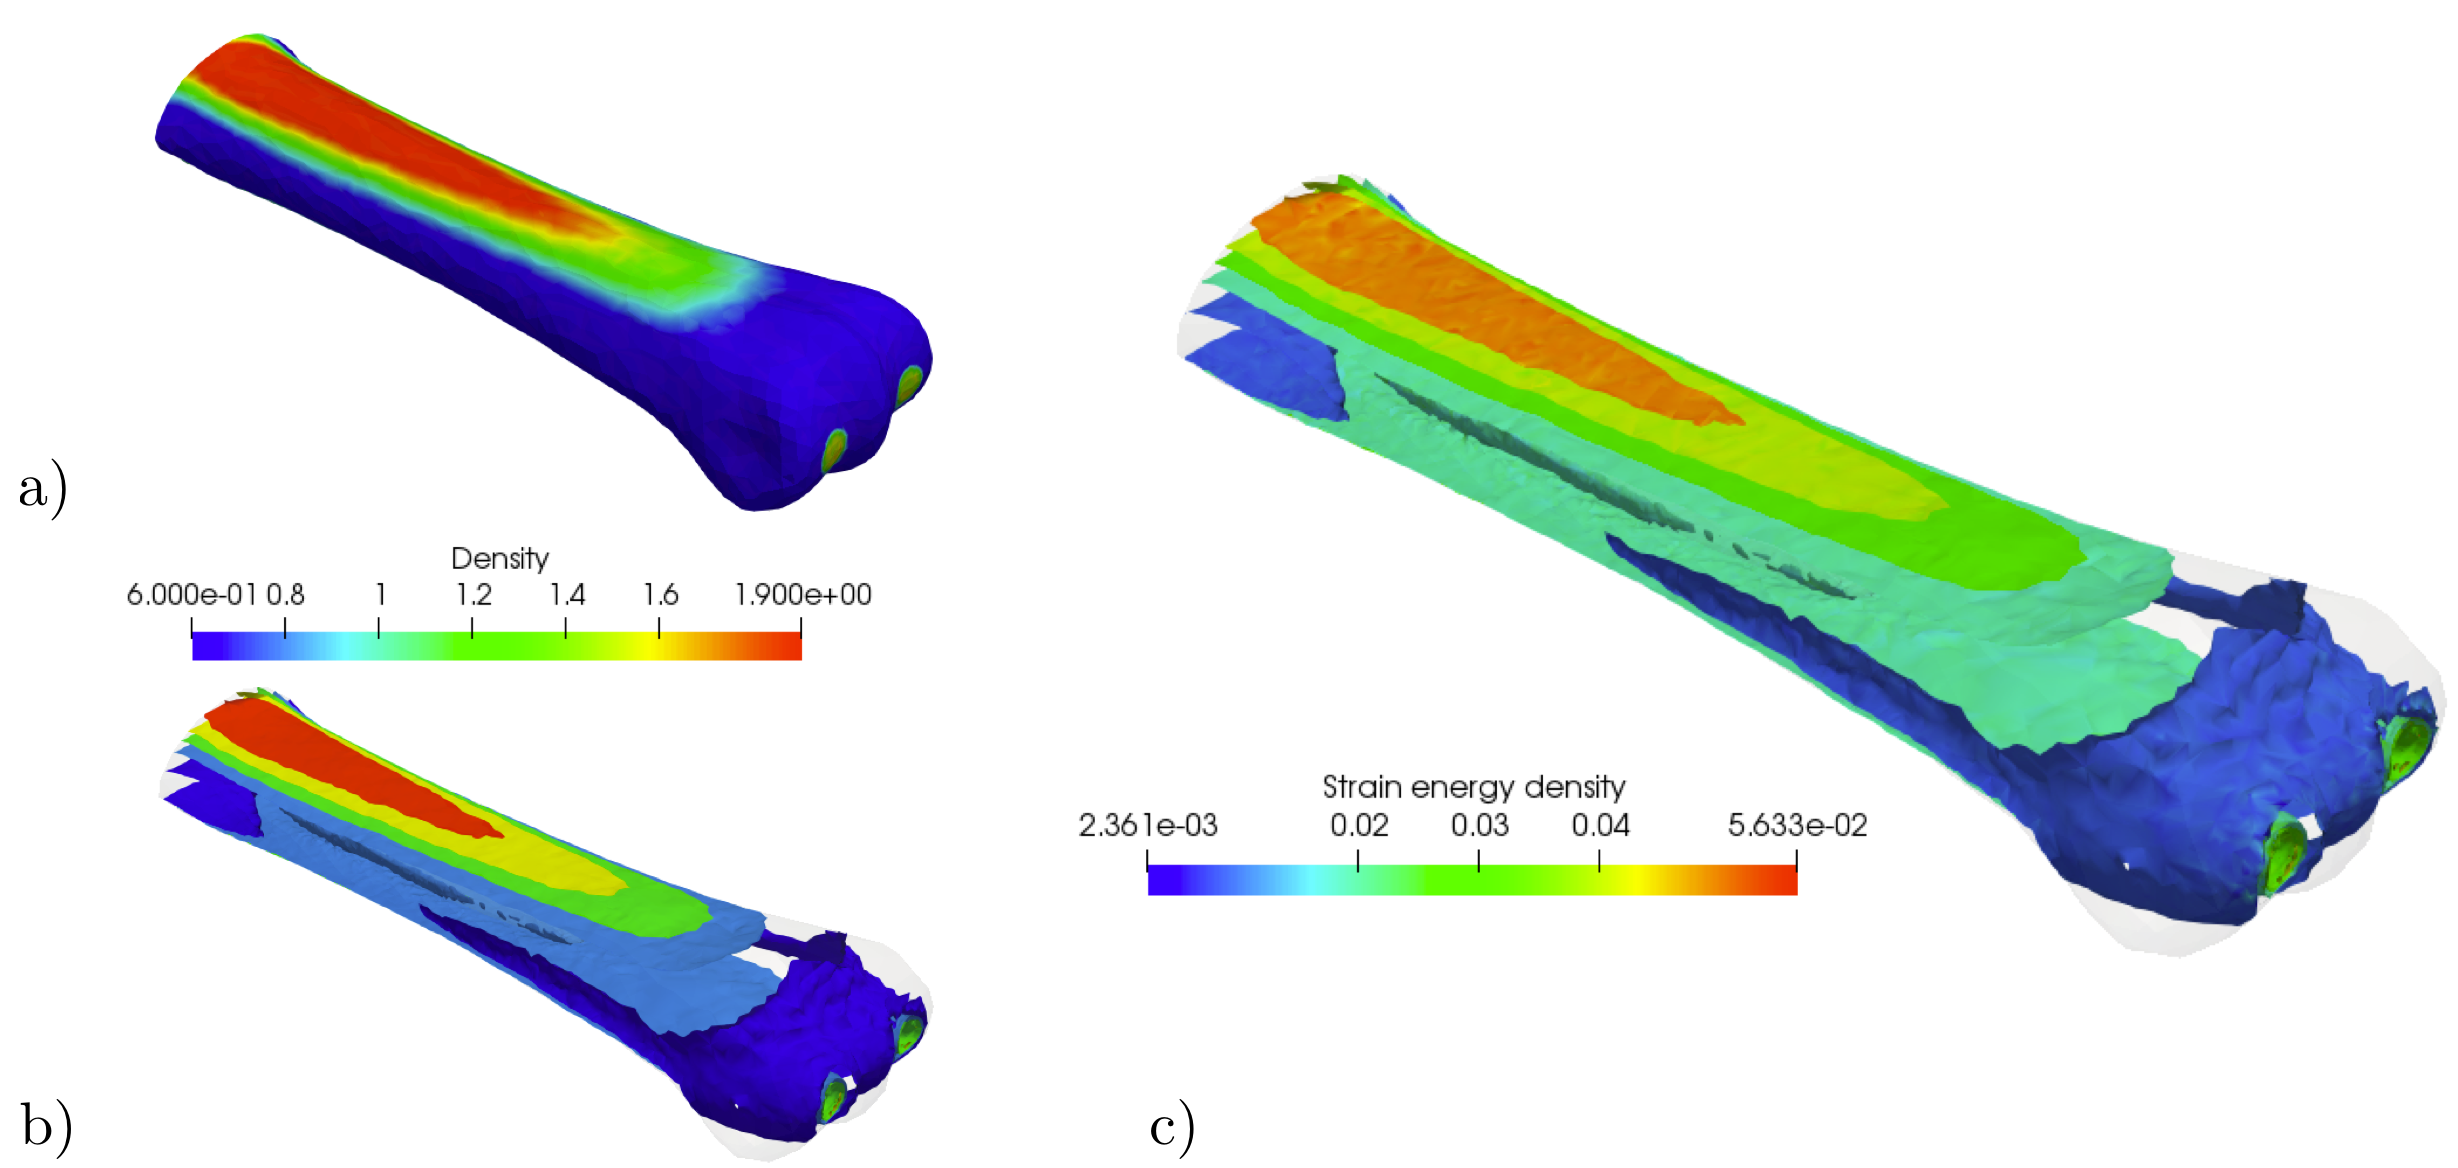 a)
Density
6.000e-01 0.8 1 1.2 1.4 1.6 1.900e+00
b)
Strain energy density
2.361e-03 0.02 0.03 0.04 5.633e-02
c)